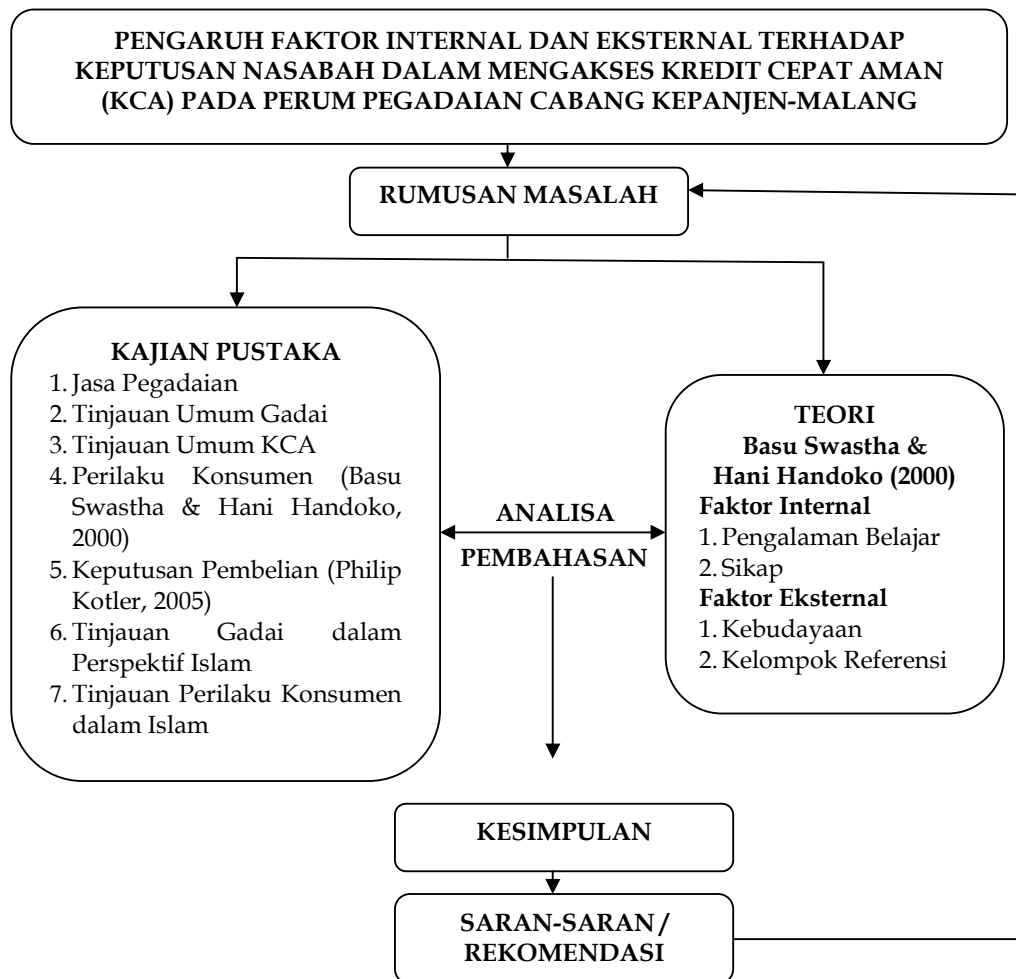 PENGARUH FAKTOR INTERNAL DAN EKSTERNAL TERHADAP
KEPUTUSAN NASABAH DALAM MENGAKSES KREDIT CEPAT AMAN
(KCA) PADA PERUM PEGADAIAN CABANG KEPANJEN-MALANG
RUMUSAN MASALAH
KAJIAN PUSTAKA
1. Jasa Pegadaian
2. Tinjauan Umum Gadai
3. Tinjauan Umum KCA
4. Perilaku Konsumen (Basu
Swastha & Hani Handoko,
2000)
5. Keputusan Pembelian (Philip
Kotler, 2005)
6. Tinjauan Gadai dalam
Perspektif Islam
7. Tinjauan Perilaku Konsumen
dalam Islam
ANALISA
PEMBAHASAN
TEORI
Basu Swastha &
Hani Handoko (2000)
Faktor Internal
1. Pengalaman Belajar
2. Sikap
Faktor Eksternal
1. Kebudayaan
2. Kelompok Referensi
KESIMPULAN
SARAN-SARAN /
REKOMENDASI